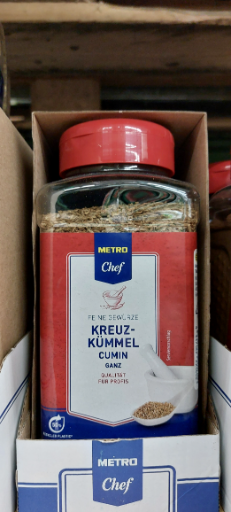 METRO
Chef
FEINE GEWÜRZE
KREUZ-
KÜMMEL
CUMIN
GANZ
QUALITÄT
FÜR PROFIS
METRO
Chef